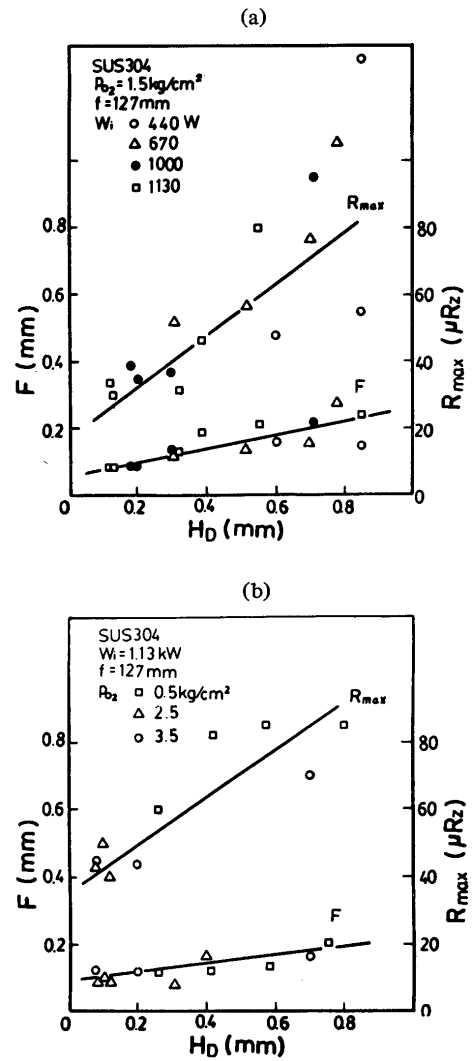 (a)
SUS304
Po2=1.5kg/cm²
f=127mm
Wi ○ 440 W
△ 670
● 1000
□ 1130
Rmax
F
0.8
0.6
0.4
0.2
F (mm)
80
60
40
20
0
Rmax (μRz)
0 0.2 0.4 0.6 0.8
HD (mm)
(b)
SUS304
Wi=1.13 kW
f=127mm
Po2 □ 0.5kg/cm²
△ 2.5
○ 3.5
Rmax
F
0.8
0.6
0.4
0.2
F (mm)
80
60
40
20
0
Rmax (μRz)
0 0.2 0.4 0.6 0.8
HD (mm)